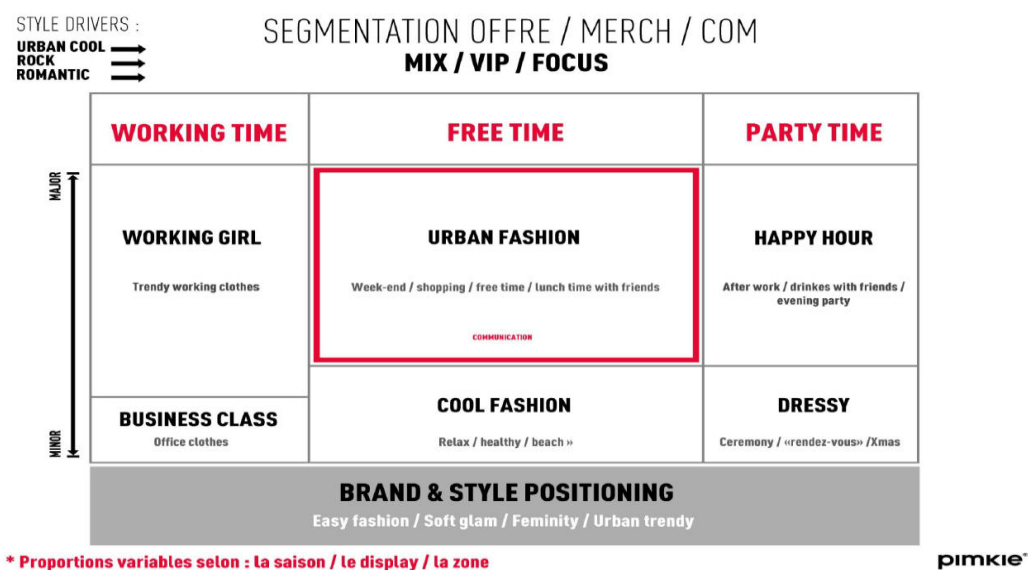 STYLE DRIVERS :
URBAN COOL
ROCK
ROMANTIC
SEGMENTATION OFFRE / MERCH / COM
MIX / VIP / FOCUS
WORKING TIME
FREE TIME
PARTY TIME
MAJOR
MINOR
WORKING GIRL
Trendy working clothes
URBAN FASHION
Week-end / shopping / free time / lunch time with friends
COMMUNICATION
HAPPY HOUR
After work / drinkes with friends /
evening party
BUSINESS CLASS
Office clothes
COOL FASHION
Relax / healthy / beach »
DRESSY
Ceremony / «rendez-vous» /Xmas
BRAND & STYLE POSITIONING
Easy fashion / Soft glam / Feminity / Urban trendy
* Proportions variables selon : la saison / le display / la zone
pimkie